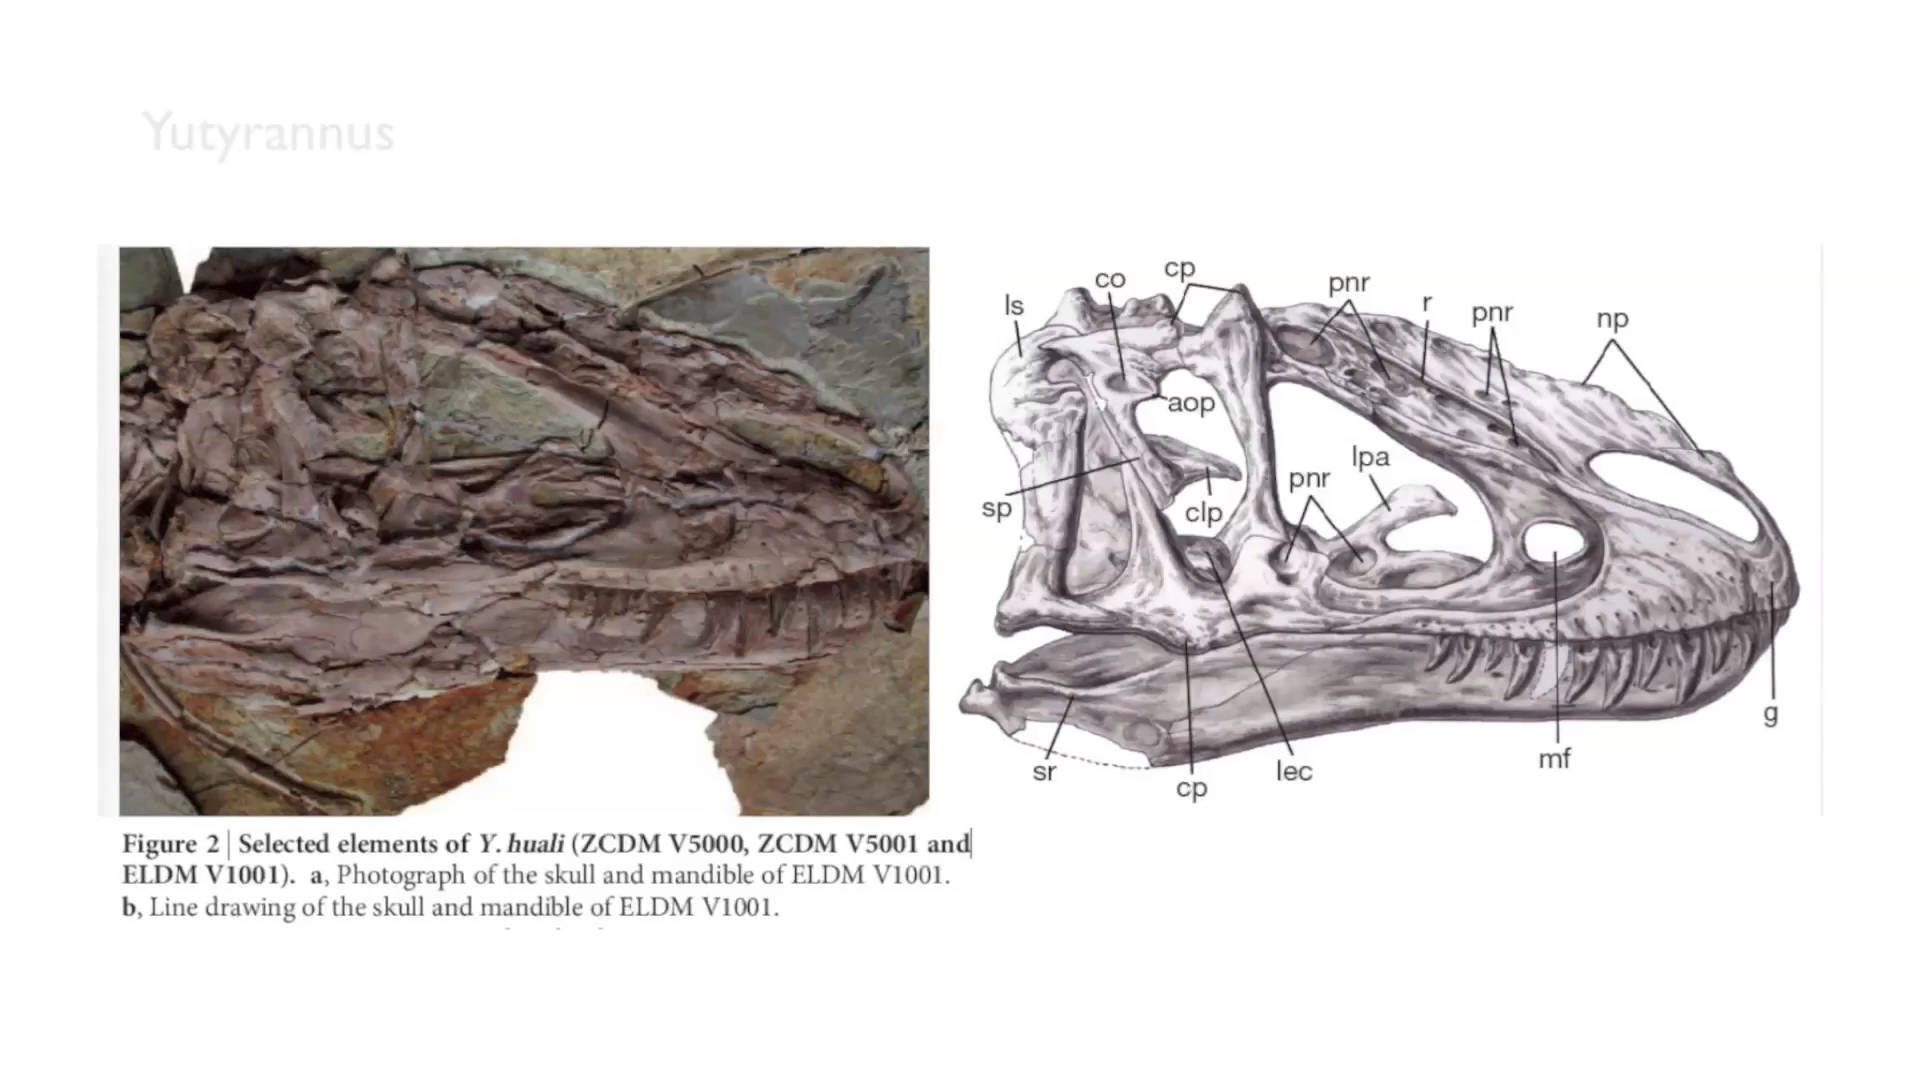 Yutyrannus
ls
co
cp
pnr
r
pnr
np
aop
lpa
pnr
sp
clp
g
sr
cp
lec
mf
Figure 2 | Selected elements of Y. huali (ZCDM V5000, ZCDM V5001 and
ELDM V1001). a, Photograph of the skull and mandible of ELDM V1001.
b, Line drawing of the skull and mandible of ELDM V1001.